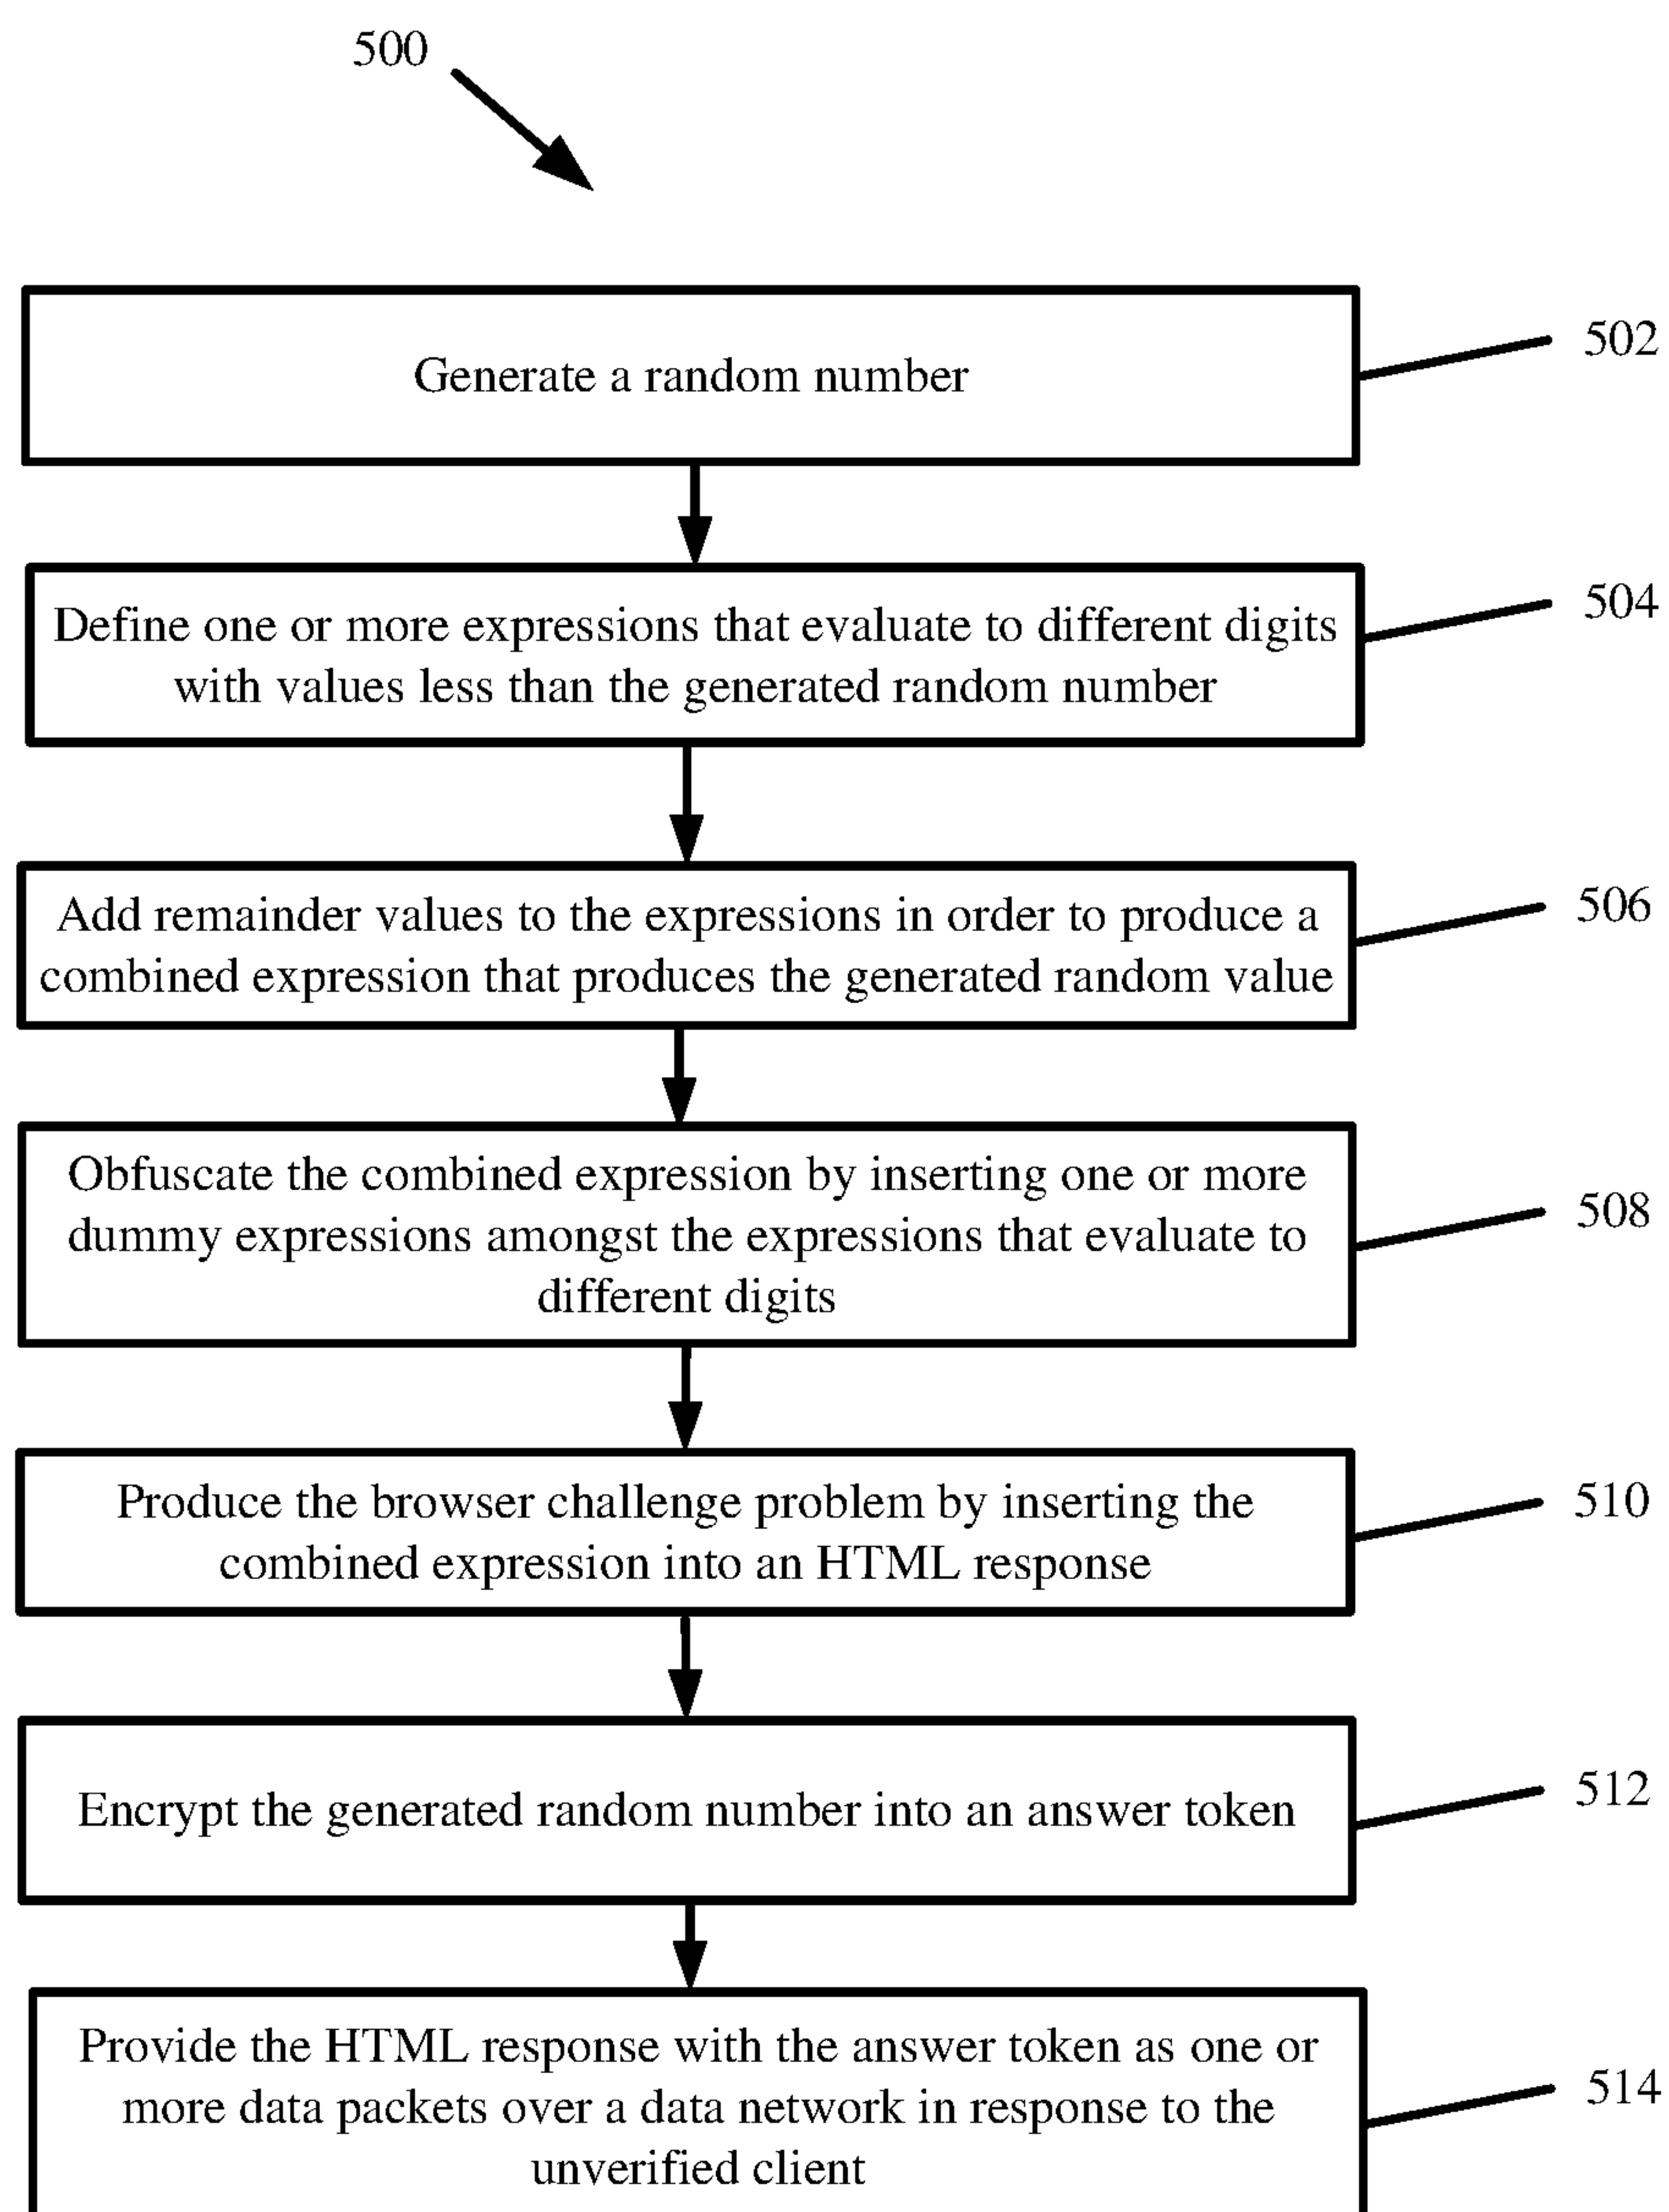 500
Generate a random number
502
Define one or more expressions that evaluate to different digits
with values less than the generated random number
504
Add remainder values to the expressions in order to produce a
combined expression that produces the generated random value
506
Obfuscate the combined expression by inserting one or more
dummy expressions amongst the expressions that evaluate to
different digits
508
Produce the browser challenge problem by inserting the
combined expression into an HTML response
510
Encrypt the generated random number into an answer token
512
Provide the HTML response with the answer token as one or
more data packets over a data network in response to the
unverified client
514